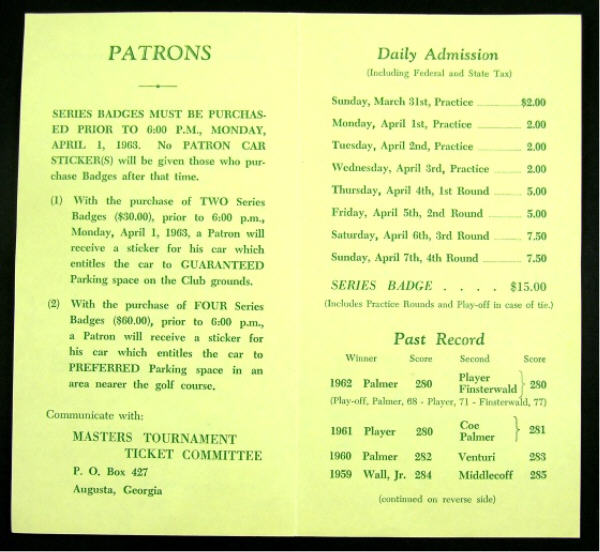 PATRONS
SERIES BADGES MUST BE PURCHAS-
ED PRIOR TO 6:00 P.M., MONDAY,
APRIL 1, 1963. No PATRON CAR
STICKER(S) will be given those who pur-
chase Badges after that time.
(1) With the purchase of TWO Series
Badges ($30.00), prior to 6:00 p.m.,
Monday, April 1, 1963, a Patron will
receive a sticker for his car which
entitles the car to GUARANTEED
Parking space on the Club grounds.
(2) With the purchase of FOUR Series
Badges ($60.00), prior to 6:00 p.m.,
a Patron will receive a sticker for
his car which entitles the car to
PREFERRED Parking space in an
area nearer the golf course.
Communicate with:
MASTERS TOURNAMENT
TICKET COMMITTEE
P. O. Box 427
Augusta, Georgia
Daily Admission
(Including Federal and State Tax)
Sunday, March 31st, Practice $2.00
Monday, April 1st, Practice 2.00
Tuesday, April 2nd, Practice 2.00
Wednesday, April 3rd, Practice 2.00
Thursday, April 4th, 1st Round 5.00
Friday, April 5th, 2nd Round 5.00
Saturday, April 6th, 3rd Round 7.50
Sunday, April 7th, 4th Round 7.50
SERIES BADGE . . . . $15.00
(Includes Practice Rounds and Play-off in case of tie.)
Past Record
Winner Score Second Score
1962 Palmer 280 Player Finsterwald } 280
(Play-off, Palmer, 68 - Player, 71 - Finsterwald, 77)
1961 Player 280 Coe Palmer } 281
1960 Palmer 282 Venturi 283
1959 Wall, Jr. 284 Middlecoff 285
(continued on reverse side)